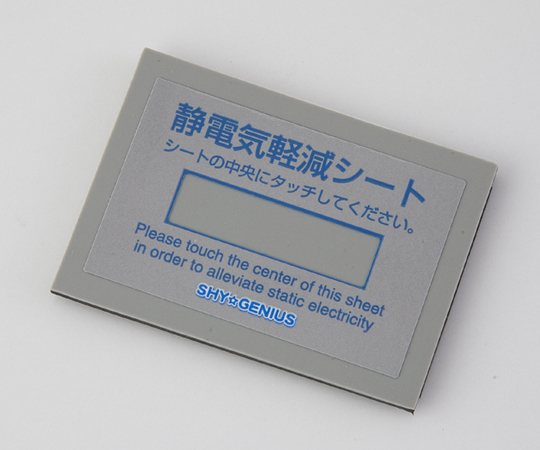 静電気軽減シート
シートの中央にタッチしてください。
Please touch the center of this sheet
in order to alleviate static electricity
SHY☆GENIUS